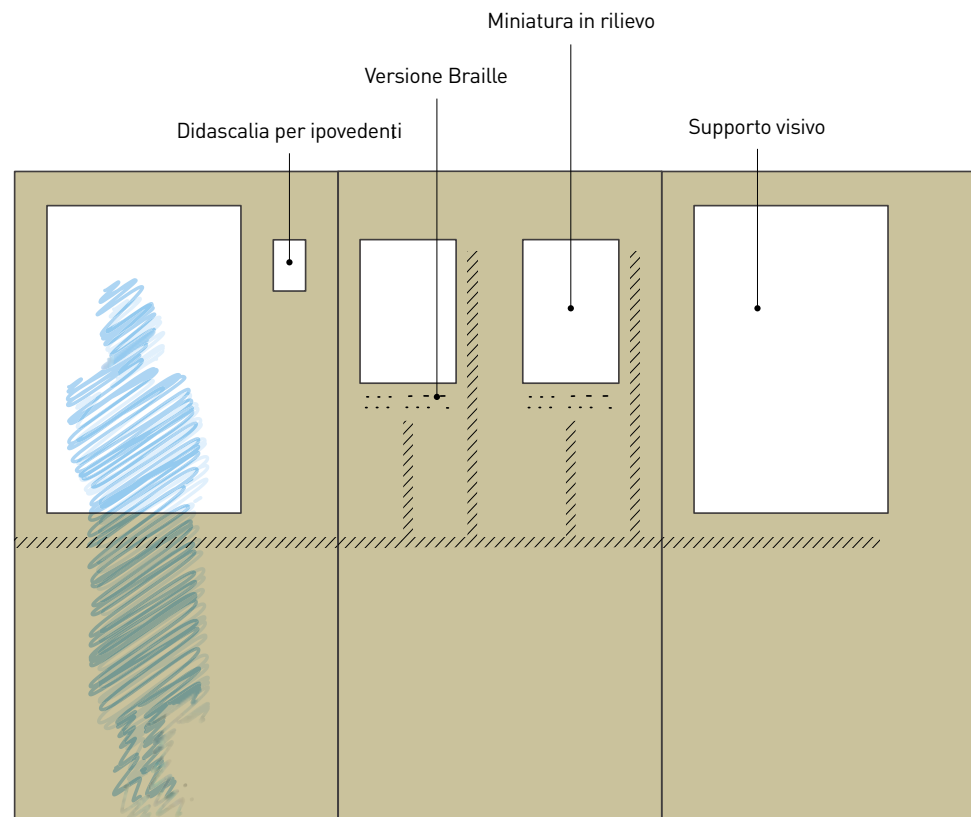 Miniatura in rilievo
Versione Braille
Didascalia per ipovedenti
Supporto visivo